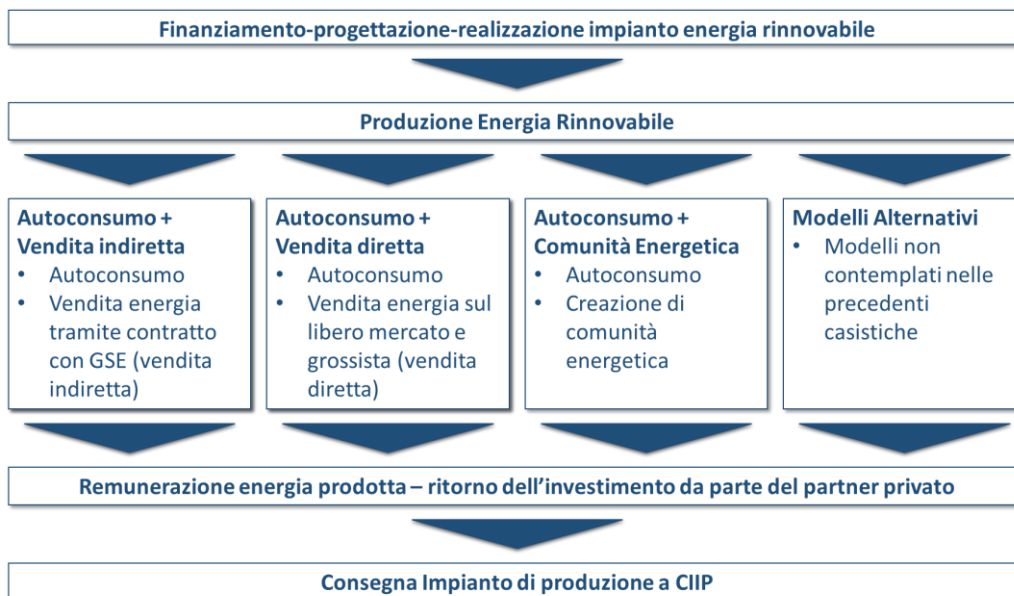 Finanziamento-progettazione-realizzazione impianto energia rinnovabile
Produzione Energia Rinnovabile
Autoconsumo +
Vendita indiretta
• Autoconsumo
• Vendita energia
tramite contratto
con GSE (vendita
indiretta)
Autoconsumo +
Vendita diretta
• Autoconsumo
• Vendita energia sul
libero mercato e
grossista (vendita
diretta)
Autoconsumo +
Comunità Energetica
• Autoconsumo
• Creazione di
comunità
energetica
Modelli Alternativi
• Modelli non
contemplati nelle
precedenti
casistiche
Remunerazione energia prodotta – ritorno dell’investimento da parte del partner privato
Consegna Impianto di produzione a CIIP